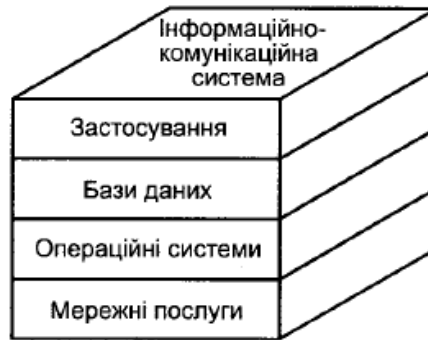 Інформаційно-
комунікаційна
система
Застосування
Бази даних
Операційні системи
Мережні послуги